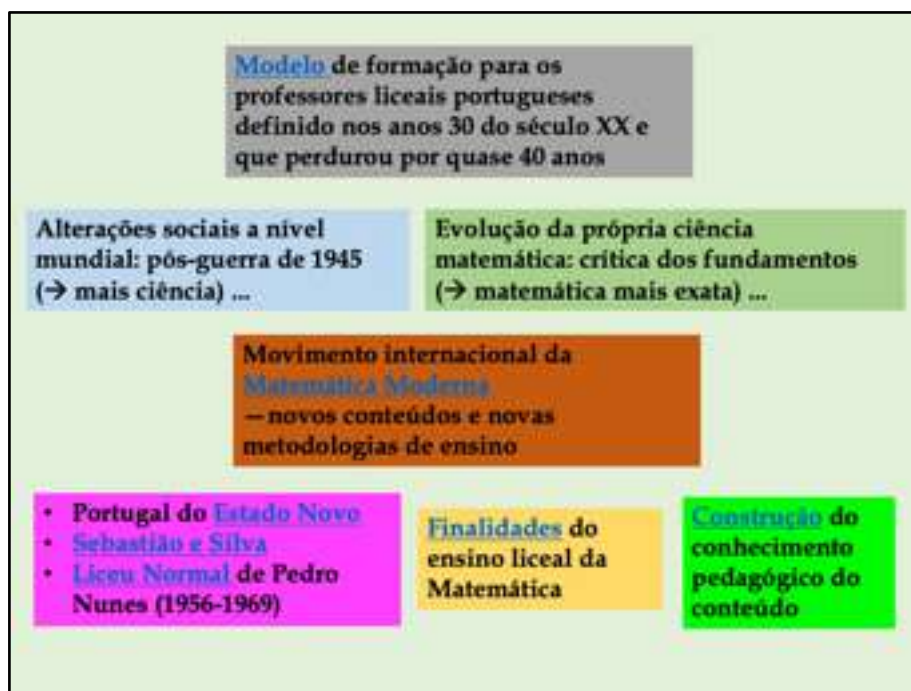 Modelo de formação para os
professores liceais portugueses
definido nos anos 30 do século XX e
que perdurou por quase 40 anos
Alterações sociais a nível
mundial: pós-guerra de 1945
(→ mais ciência) ...
Evolução da própria ciência
matemática: crítica dos fundamentos
(→ matemática mais exata) ...
Movimento internacional da
Matemática Moderna
—novos conteúdos e novas
metodologias de ensino
• Portugal do Estado Novo
• Sebastião e Silva
• Liceu Normal de Pedro
Nunes (1956-1969)
Finalidades do
ensino liceal da
Matemática
Construção do
conhecimento
pedagógico do
conteúdo